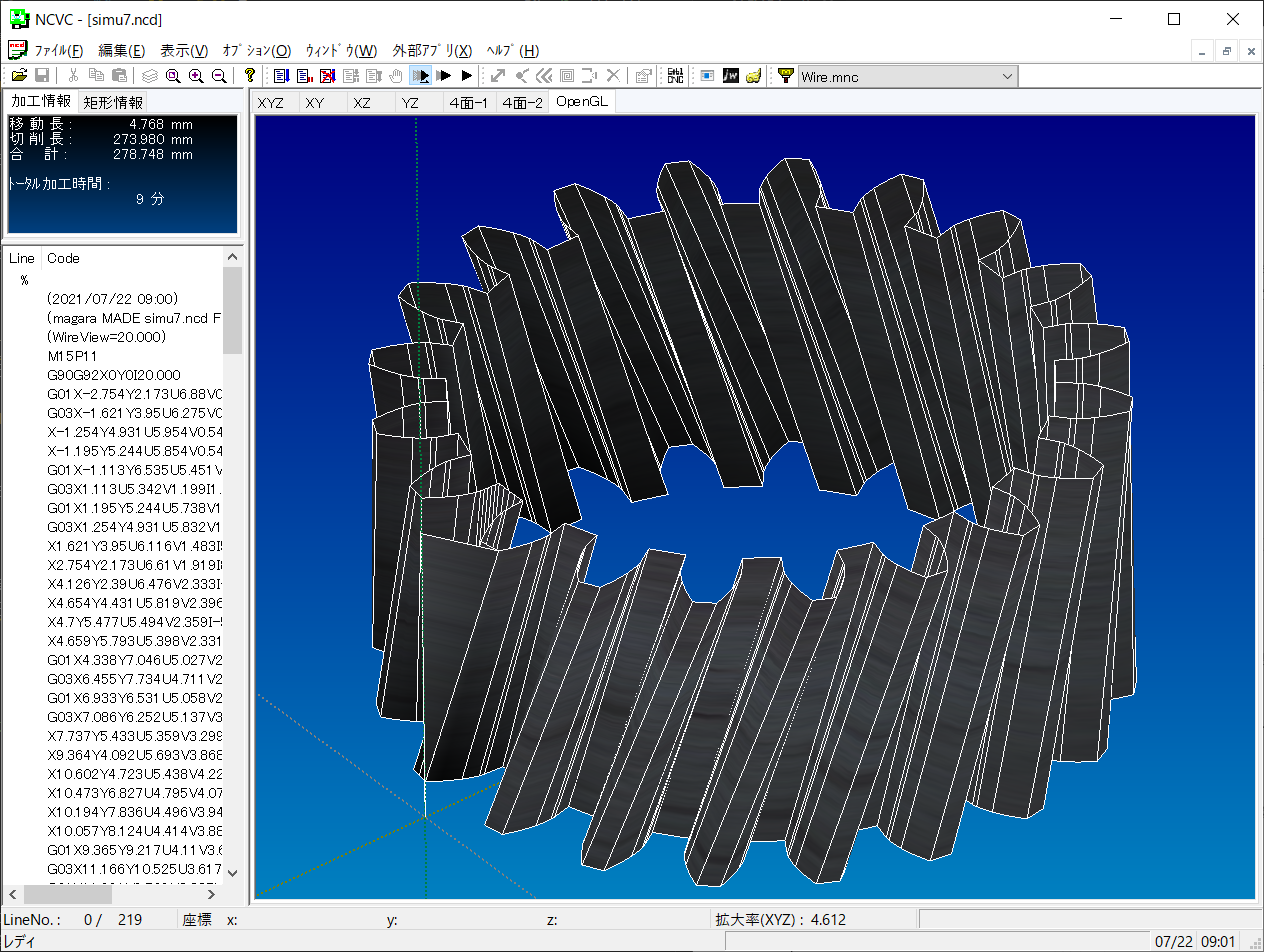 NCVC - [simu7.ncd]
ﾌｧｲﾙ(F) 編集(E) 表示(V) ｵﾌﾟｼｮﾝ(O) ｳｨﾝﾄﾞｳ(W) 外部ｱﾌﾟﾘ(X) ﾍﾙﾌﾟ(H)
Wire.mnc
加工情報 矩形情報
XYZ XY XZ YZ 4面-1 4面-2 OpenGL
移動長: 4.768 mm
切削長: 273.980 mm
合 計: 278.748 mm
ﾄｰﾀﾙ加工時間:
9 分
Line Code
%
(2021/07/22 09:00)
(magara MADE simu7.ncd F
(WireView=20.000)
M15P11
G90G92X0Y0I20.000
G01X-2.754Y2.173U6.88V0
G03X-1.621Y3.95U6.275V0
X-1.254Y4.931U5.954V0.54
X-1.195Y5.244U5.854V0.54
G01X-1.113Y6.535U5.451V
G03X1.113U5.342V1.199I1.
G01X1.195Y5.244U5.738V1
G03X1.254Y4.931U5.832V1
X1.621Y3.95U6.116V1.483I
X2.754Y2.173U6.61V1.919I
X4.126Y2.39U6.476V2.333I
X4.654Y4.431U5.819V2.396
X4.7Y5.477U5.494V2.359I-
X4.659Y5.793U5.398V2.331
G01X4.338Y7.046U5.027V2
G03X6.455Y7.734U4.711V2
G01X6.933Y6.531U5.058V2
G03X7.086Y6.252U5.137V3
X7.737Y5.433U5.359V3.299
X9.364Y4.092U5.693V3.868
X10.602Y4.723U5.438V4.22
X10.473Y6.827U4.795V4.07
X10.194Y7.836U4.496V3.94
X10.057Y8.124U4.414V3.88
G01X9.365Y9.217U4.11V3.6
G03X11.166Y10.525U3.617
LineNo.: 0 / 219 座標 x: y: z: 拡大率(XYZ) : 4.612
ﾚﾃﾞｨ 07/22 09:01